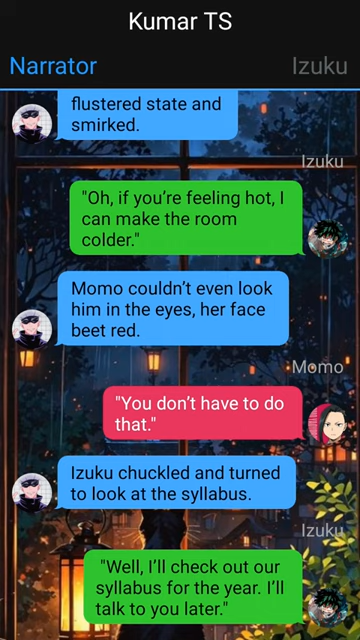 Kumar TS
Narrator
Izuku
flustered state and
smirked.
Izuku
"Oh, if you’re feeling hot, I
can make the room
colder."
Momo couldn’t even look
him in the eyes, her face
beet red.
Momo
"You don’t have to do
that."
Izuku chuckled and turned
to look at the syllabus.
Izuku
"Well, I’ll check out our
syllabus for the year. I’ll
talk to you later."